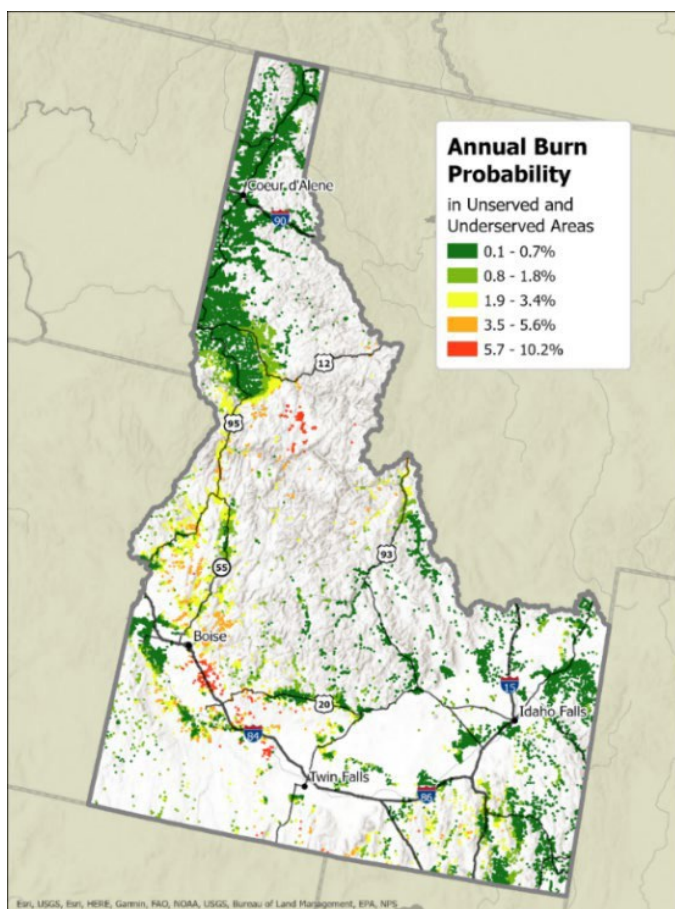 Annual Burn
Probability
in Unserved and
Underserved Areas
0.1 - 0.7%
0.8 - 1.8%
1.9 - 3.4%
3.5 - 5.6%
5.7 - 10.2%
Coeur d'Alene
90
12
95
93
55
Boise
15
20
Idaho Falls
84
Twin Falls
86
Esri, USGS, Esri, HERE, Garmin, FAO, NOAA, USGS, Bureau of Land Management, EPA, NPS